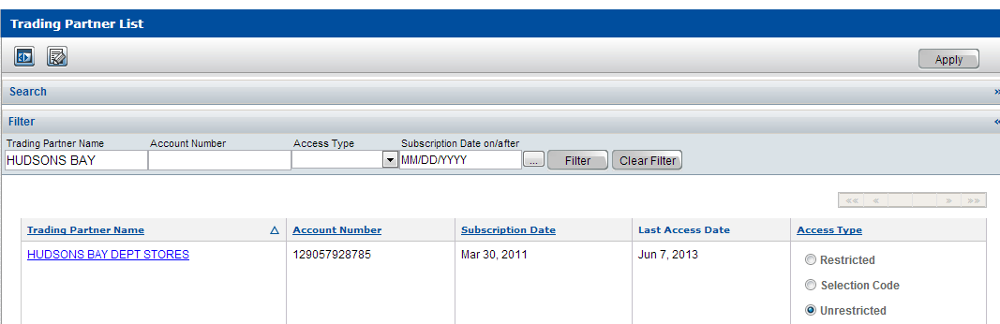 Trading Partner List
Apply
Search »
Filter «
Trading Partner Name Account Number Access Type Subscription Date on/after
HUDSONS BAY MM/DD/YYYY ... Filter Clear Filter
«« « » »»
Trading Partner Name △ Account Number Subscription Date Last Access Date Access Type
HUDSONS BAY DEPT STORES 129057928785 Mar 30, 2011 Jun 7, 2013
Restricted
Selection Code
Unrestricted